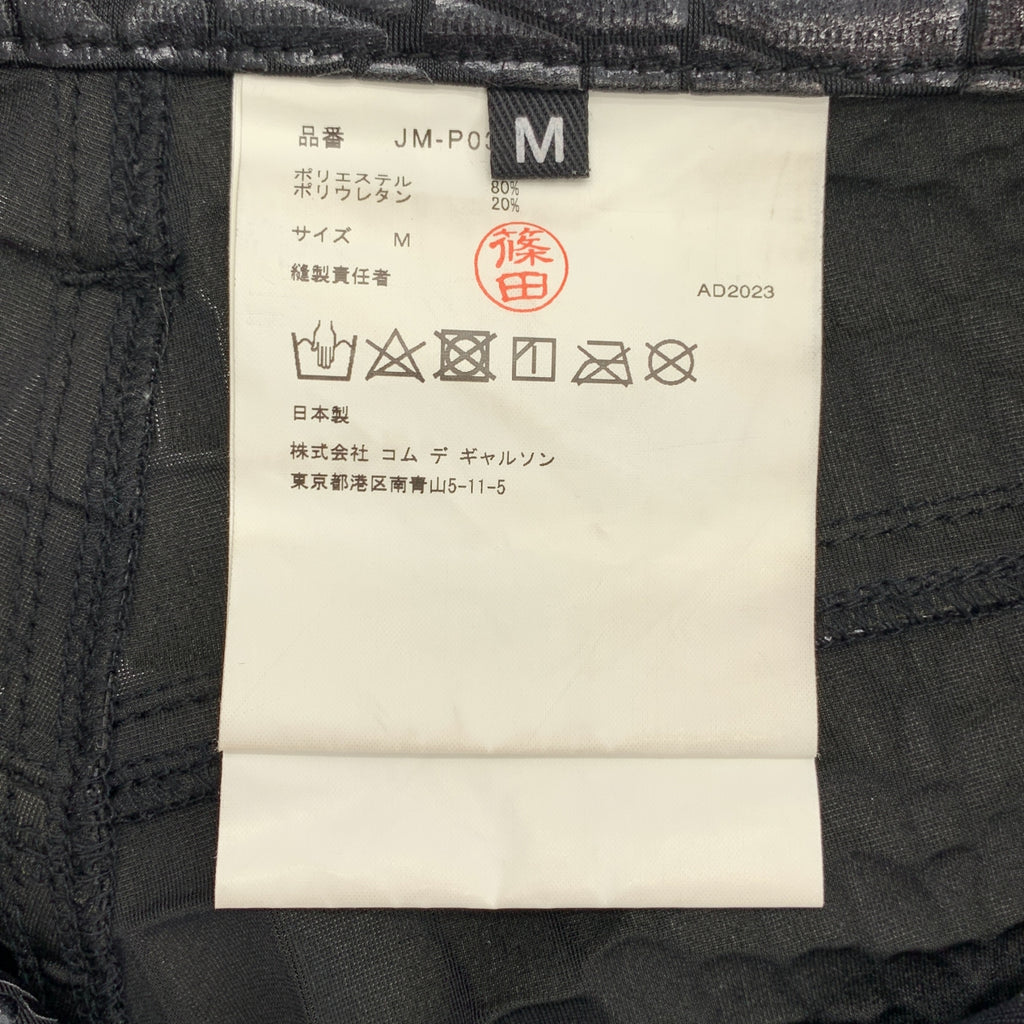 品番 JM-P03
M
ポリエステル 80%
ポリウレタン 20%
サイズ M
篠田
縫製責任者
AD2023
日本製
株式会社 コム デ ギャルソン
東京都港区南青山5-11-5